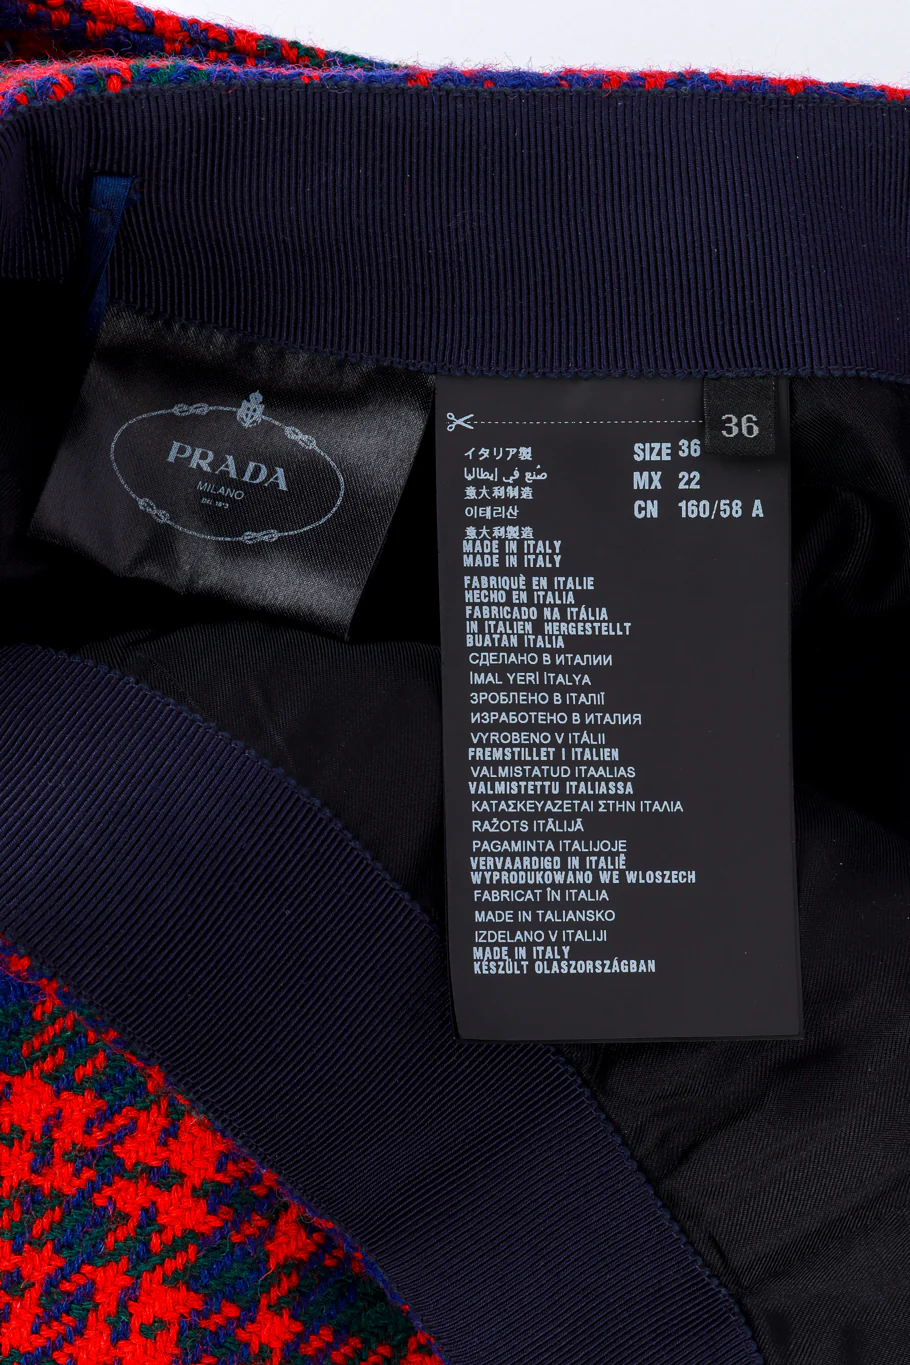 PRADA
MILANO
36
イタリア製
صُنع في إيطاليا
意大利制造
이태리산
意大利製造
MADE IN ITALY
MADE IN ITALY
FABRIQUÈ EN ITALIE
HECHO EN ITALIA
FABRICADO NA ITÁLIA
IN ITALIEN HERGESTELLT
BUATAN ITALIA
СДЕЛАНО В ИТАЛИИ
İMAL YERİ İTALYA
ЗРОБЛЕНО В ІТАЛІЇ
ИЗРАБОТЕНО В ИТАЛИЯ
VYROBENO V ITÁLII
FREMSTILLET I ITALIEN
VALMISTATUD ITAALIAS
VALMISTETTU ITALIASSA
ΚΑΤΑΣΚΕΥΑΖΕΤΑΙ ΣΤΗΝ ΙΤΑΛΙΑ
RAŽOTS ITĀLIJĀ
PAGAMINTA ITALIJOJE
VERVAARDIGD IN ITALIË
WYPRODUKOWANO WE WLOSZECH
FABRICAT ÎN ITALIA
MADE IN TALIANSKO
IZDELANO V ITALIJI
MADE IN ITALY
KÉSZÜLT OLASZORSZÁGBAN
SIZE 36
MX 22
CN 160/58 A